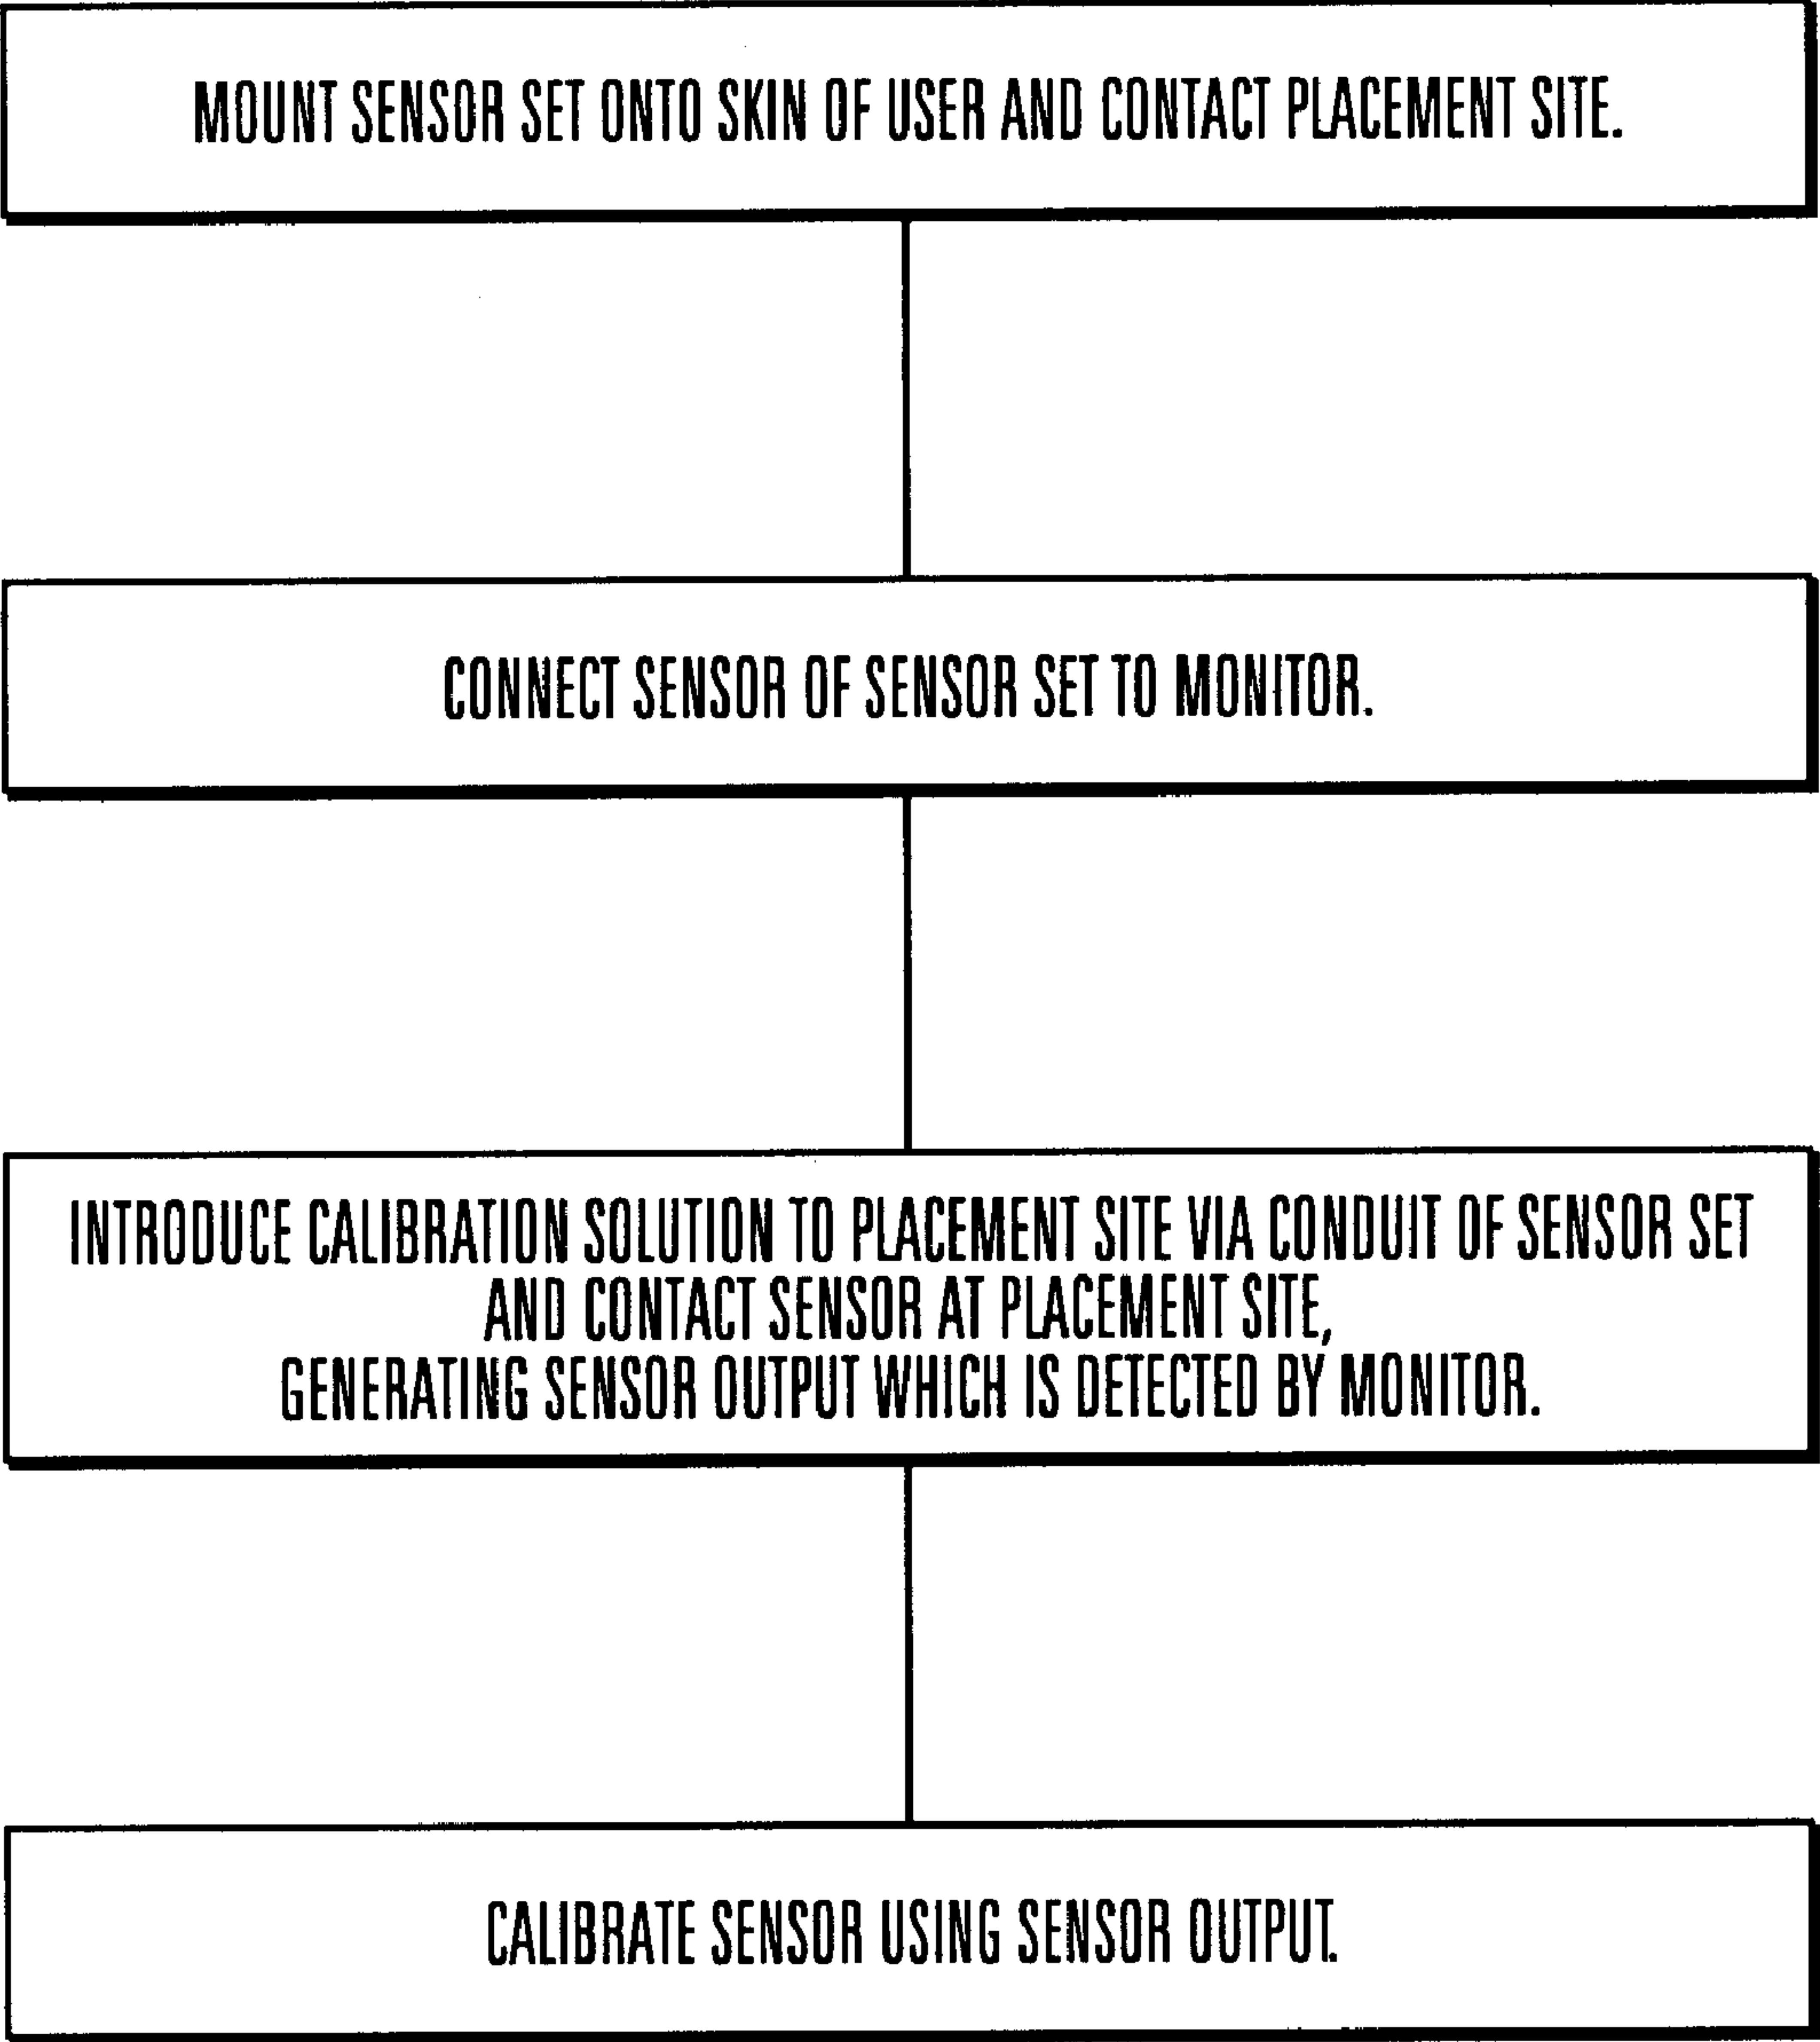 MOUNT SENSOR SET ONTO SKIN OF USER AND CONTACT PLACEMENT SITE.
CONNECT SENSOR OF SENSOR SET TO MONITOR.
INTRODUCE CALIBRATION SOLUTION TO PLACEMENT SITE VIA CONDUIT OF SENSOR SET
AND CONTACT SENSOR AT PLACEMENT SITE,
GENERATING SENSOR OUTPUT WHICH IS DETECTED BY MONITOR.
CALIBRATE SENSOR USING SENSOR OUTPUT.